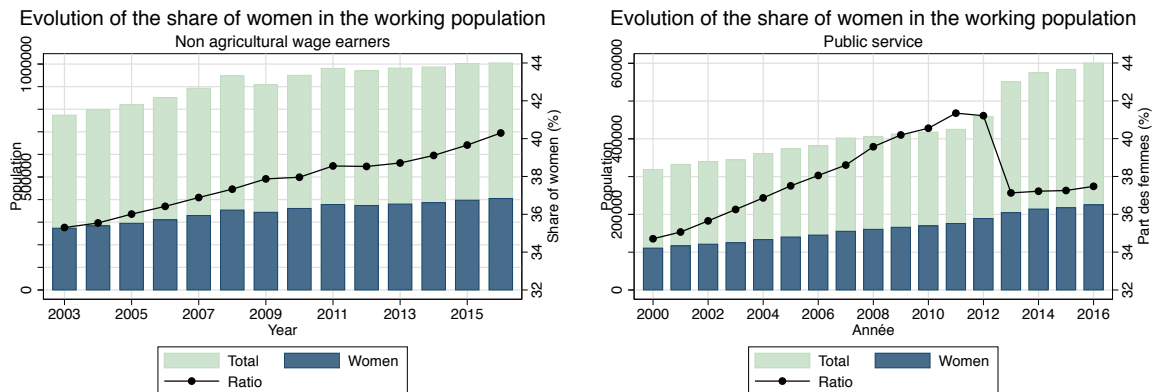 Evolution of the share of women in the working population
Non agricultural wage earners
Population
0
500000
1000000
Share of women (%)
32
34
36
38
40
42
44
2003 2005 2007 2009 2011 2013 2015
Year
Total Women
Ratio
Evolution of the share of women in the working population
Public service
Population
0
200000
400000
600000
Part des femmes (%)
32
34
36
38
40
42
44
2000 2002 2004 2006 2008 2010 2012 2014 2016
Année
Total Women
Ratio